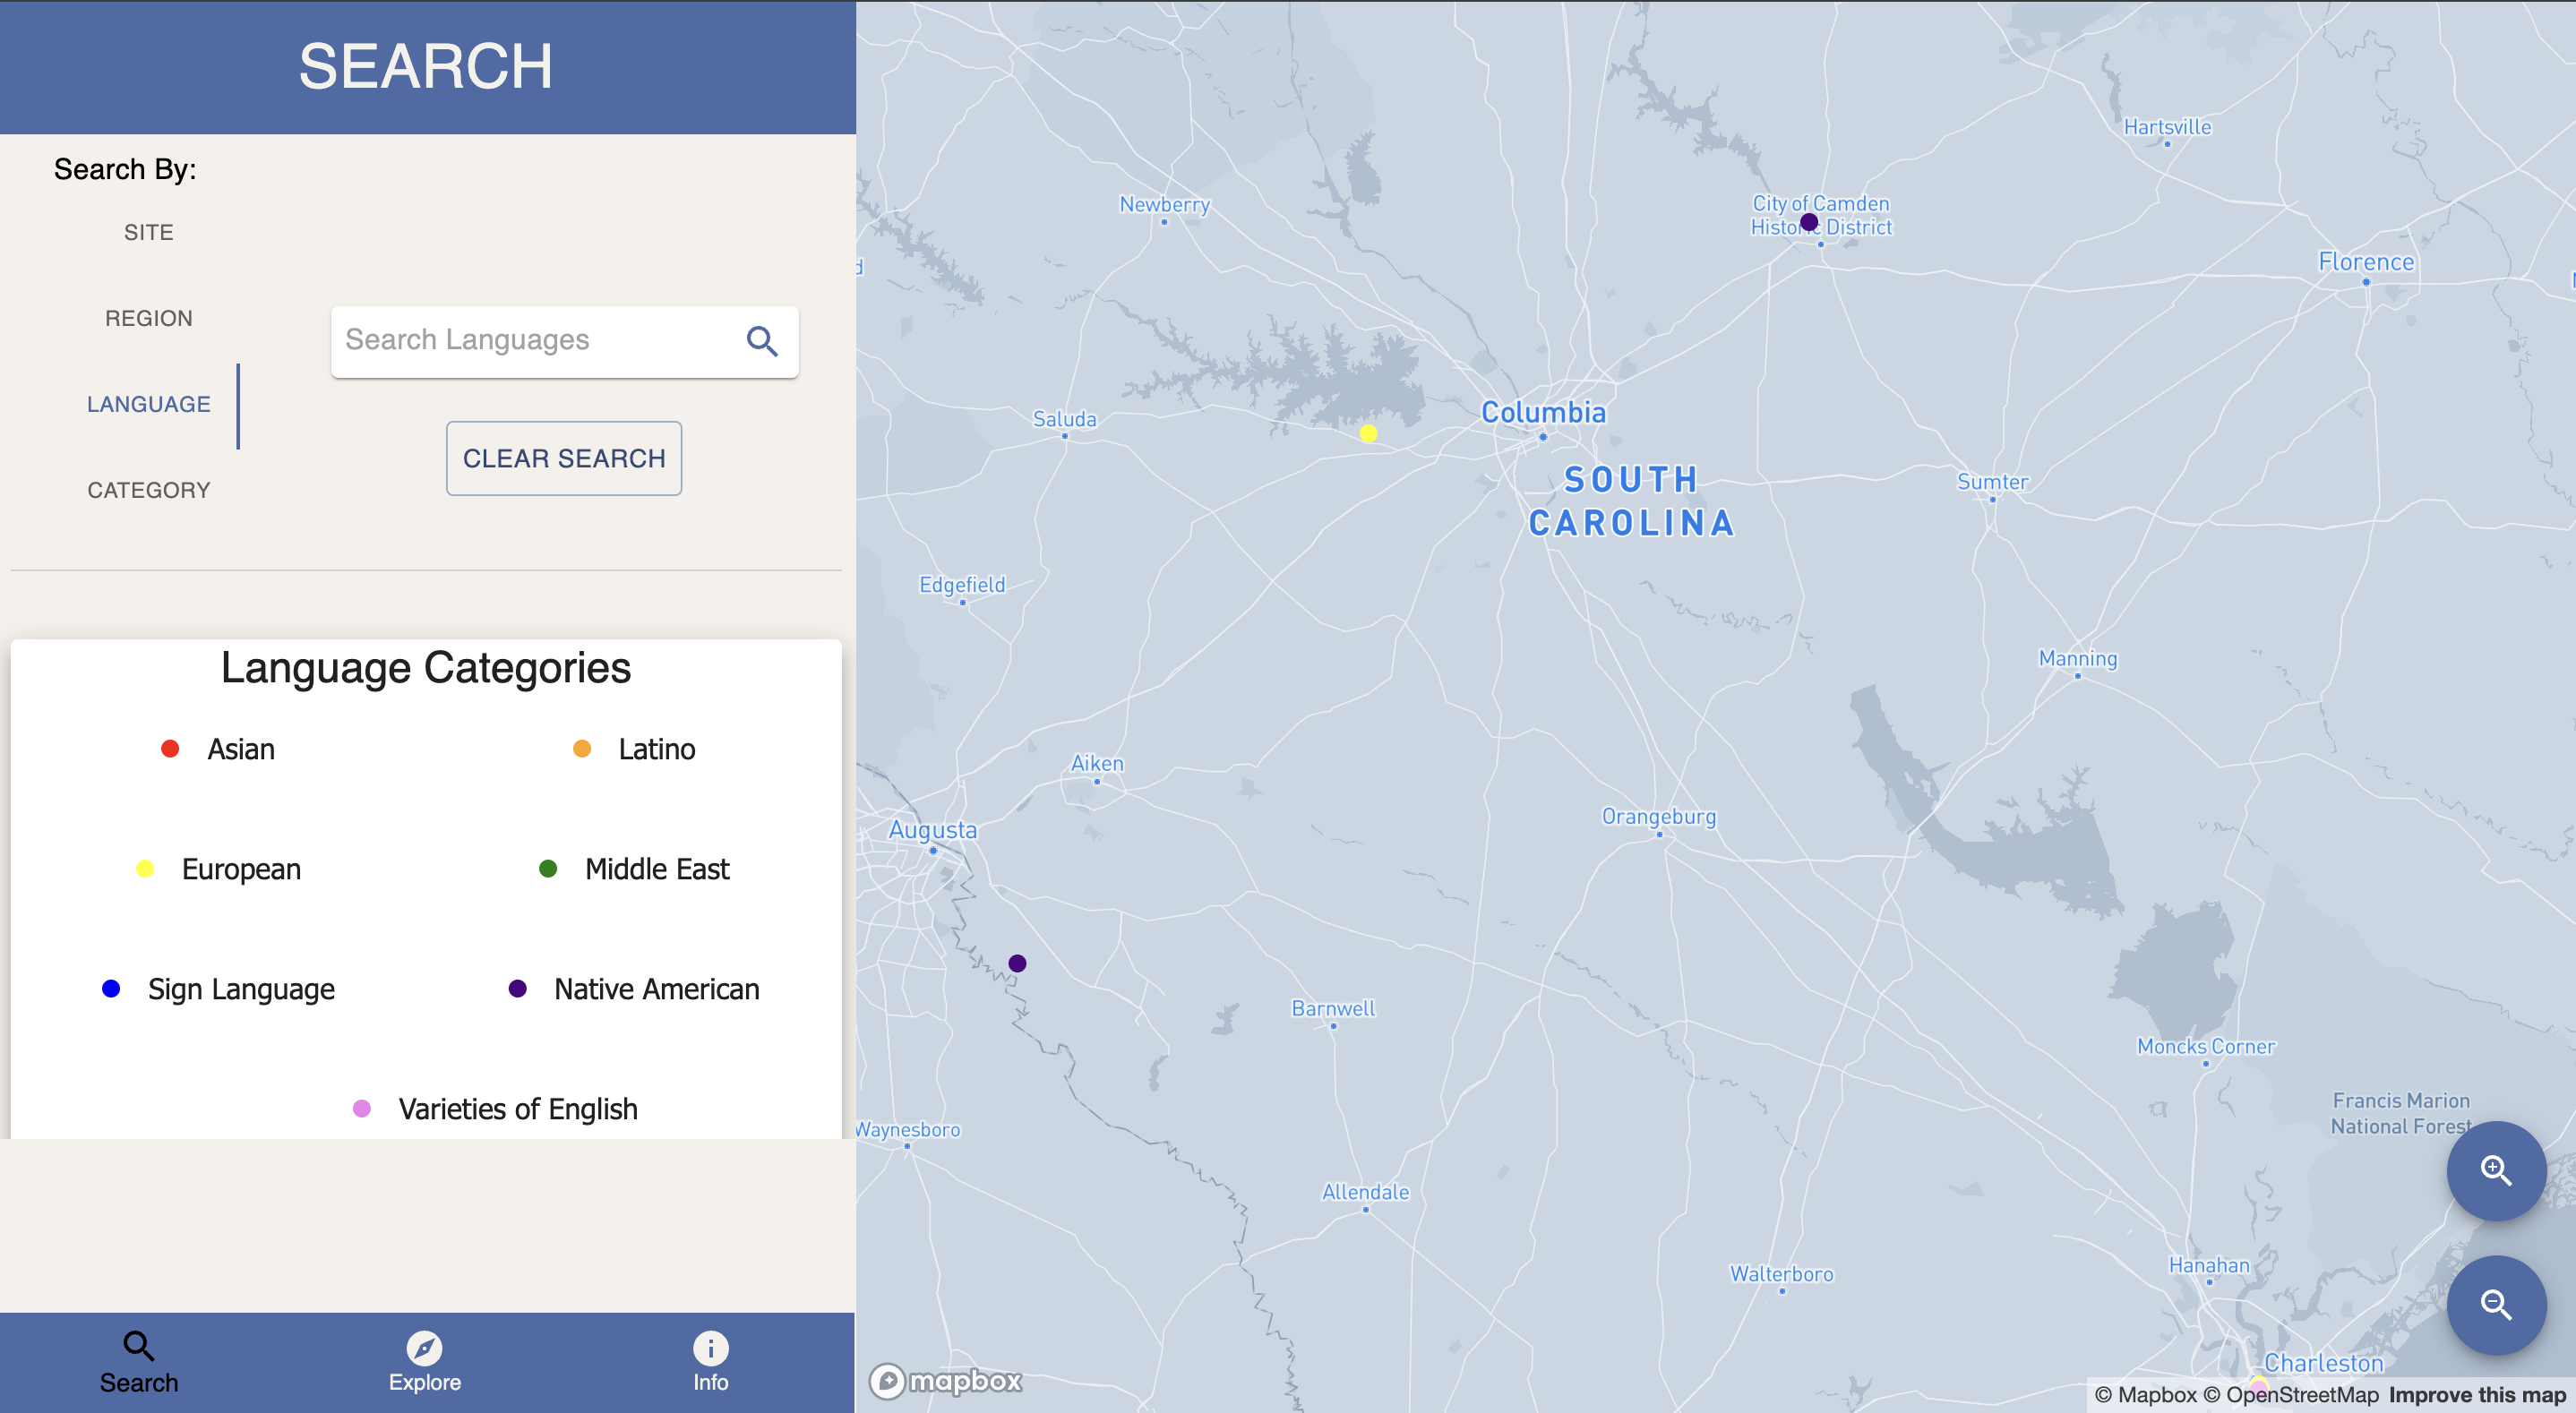 SEARCH
Search By:
SITE
REGION
LANGUAGE
CATEGORY
Search Languages
CLEAR SEARCH
Language Categories
Asian
Latino
European
Middle East
Sign Language
Native American
Varieties of English
Search
Explore
Info
Hartsville
Newberry
City of Camden
Historic District
Florence
Columbia
Saluda
SOUTH
CAROLINA
Sumter
Edgefield
Manning
Aiken
Orangeburg
Augusta
Barnwell
Moncks Corner
Francis Marion
National Forest
Waynesboro
Allendale
Walterboro
Hanahan
Charleston
mapbox
© Mapbox © OpenStreetMap Improve this map